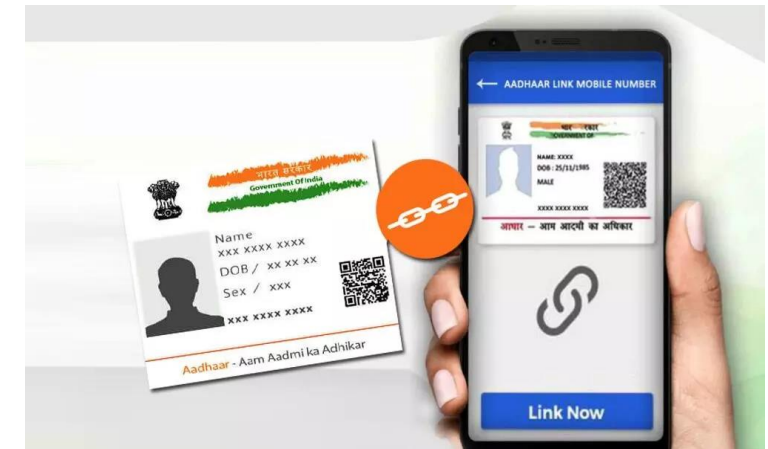 भारत सरकार
Government Of India
Name
xxx xxxx xxxx
DOB / xx xx xx
Sex / xxx
xxx xxxx xxxx
Aadhaar - Aam Aadmi ka Adhikar
← AADHAAR LINK MOBILE NUMBER
GOVERNMENT OF
NAME: XXXX
DOB : 25/11/1985
MALE
XXXX XXXX XXXX
आधार – आम आदमी का अधिकार
Link Now